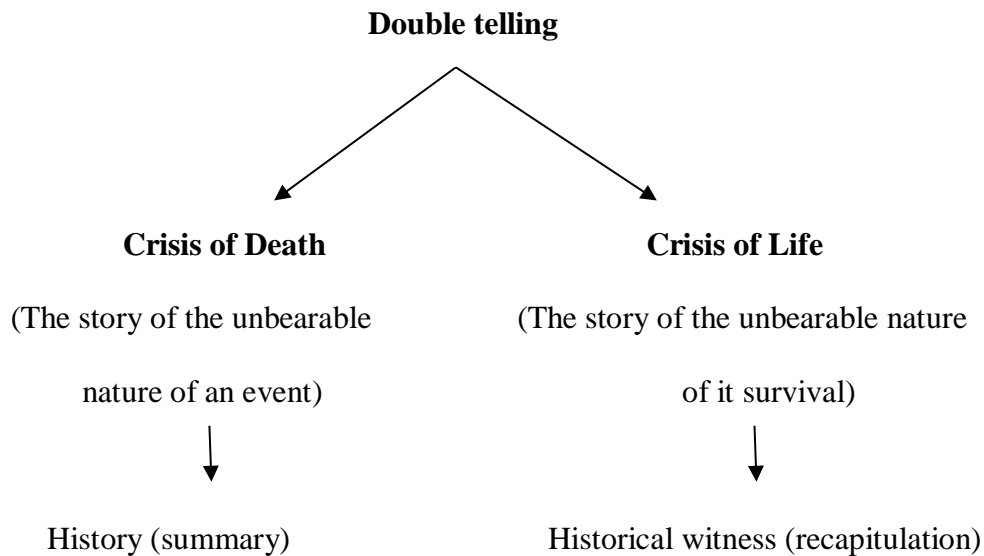 Double telling
Crisis of Death
Crisis of Life
(The story of the unbearable
nature of an event)
(The story of the unbearable nature
of it survival)
History (summary)
Historical witness (recapitulation)